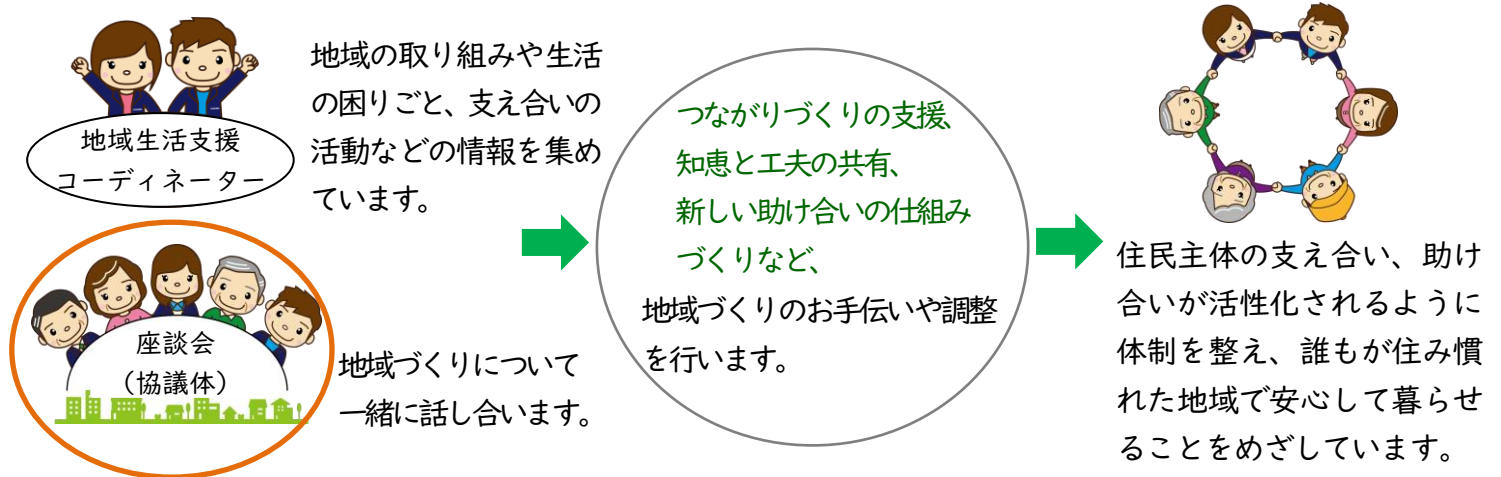 地域生活支援
コーディネーター
地域の取り組みや生活
の困りごと、支え合いの
活動などの情報を集め
ています。
座談会
(協議体)
地域づくりについて
一緒に話し合います。
つながりづくりの支援、
知恵と工夫の共有、
新しい助け合いの仕組み
づくりなど、
地域づくりのお手伝いや調整
を行います。
住民主体の支え合い、助け
合いが活性化されるように
体制を整え、誰もが住み慣
れた地域で安心して暮らせ
ることをめざしています。